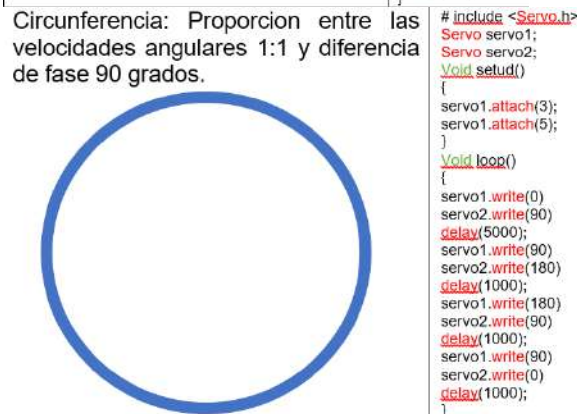 Circunferencia: Proporcion entre las
velocidades angulares 1:1 y diferencia
de fase 90 grados.
# include <Servo.h>
Servo servo1;
Servo servo2;
Void setud()
{
servo1.attach(3);
servo1.attach(5);
}
Void loop()
{
servo1.write(0)
servo2.write(90)
delay(5000);
servo1.write(90)
servo2.write(180)
delay(1000);
servo1.write(180)
servo2.write(90)
delay(1000);
servo1.write(90)
servo2.write(0)
delay(1000);
}